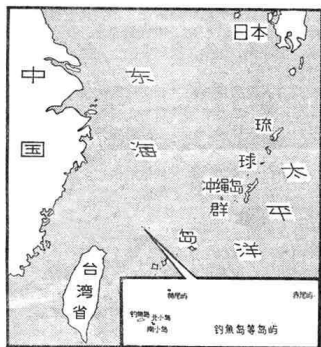 日本
中国
东海
琉球群岛
冲绳岛
太平洋
台湾省
黄尾屿
赤尾屿
钓鱼岛
北小岛
南小岛
钓鱼岛等岛屿